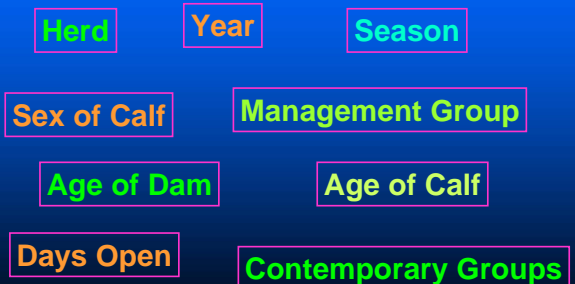 Herd
Year
Season
Sex of Calf
Management Group
Age of Dam
Age of Calf
Days Open
Contemporary Groups